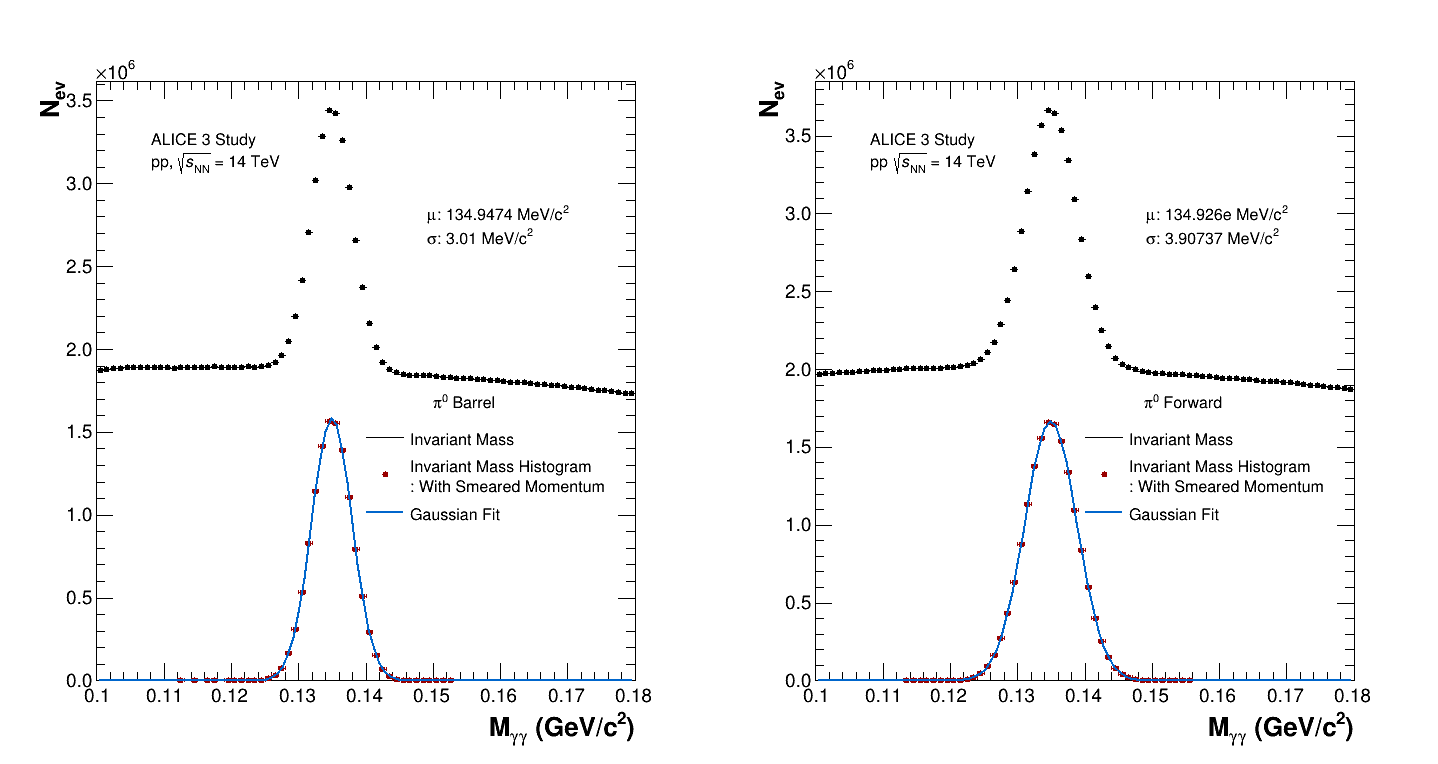 ×10⁶
N_ev
3.5
3.0
2.5
2.0
1.5
1.0
0.5
0.0
ALICE 3 Study
pp, √s_NN = 14 TeV
μ: 134.9474 MeV/c²
σ: 3.01 MeV/c²
π⁰ Barrel
Invariant Mass
Invariant Mass Histogram
: With Smeared Momentum
Gaussian Fit
0.1 0.11 0.12 0.13 0.14 0.15 0.16 0.17 0.18
M_γγ (GeV/c²)
×10⁶
N_ev
3.5
3.0
2.5
2.0
1.5
1.0
0.5
0.0
ALICE 3 Study
pp √s_NN = 14 TeV
μ: 134.926e MeV/c²
σ: 3.90737 MeV/c²
π⁰ Forward
Invariant Mass
Invariant Mass Histogram
: With Smeared Momentum
Gaussian Fit
0.1 0.11 0.12 0.13 0.14 0.15 0.16 0.17 0.18
M_γγ (GeV/c²)